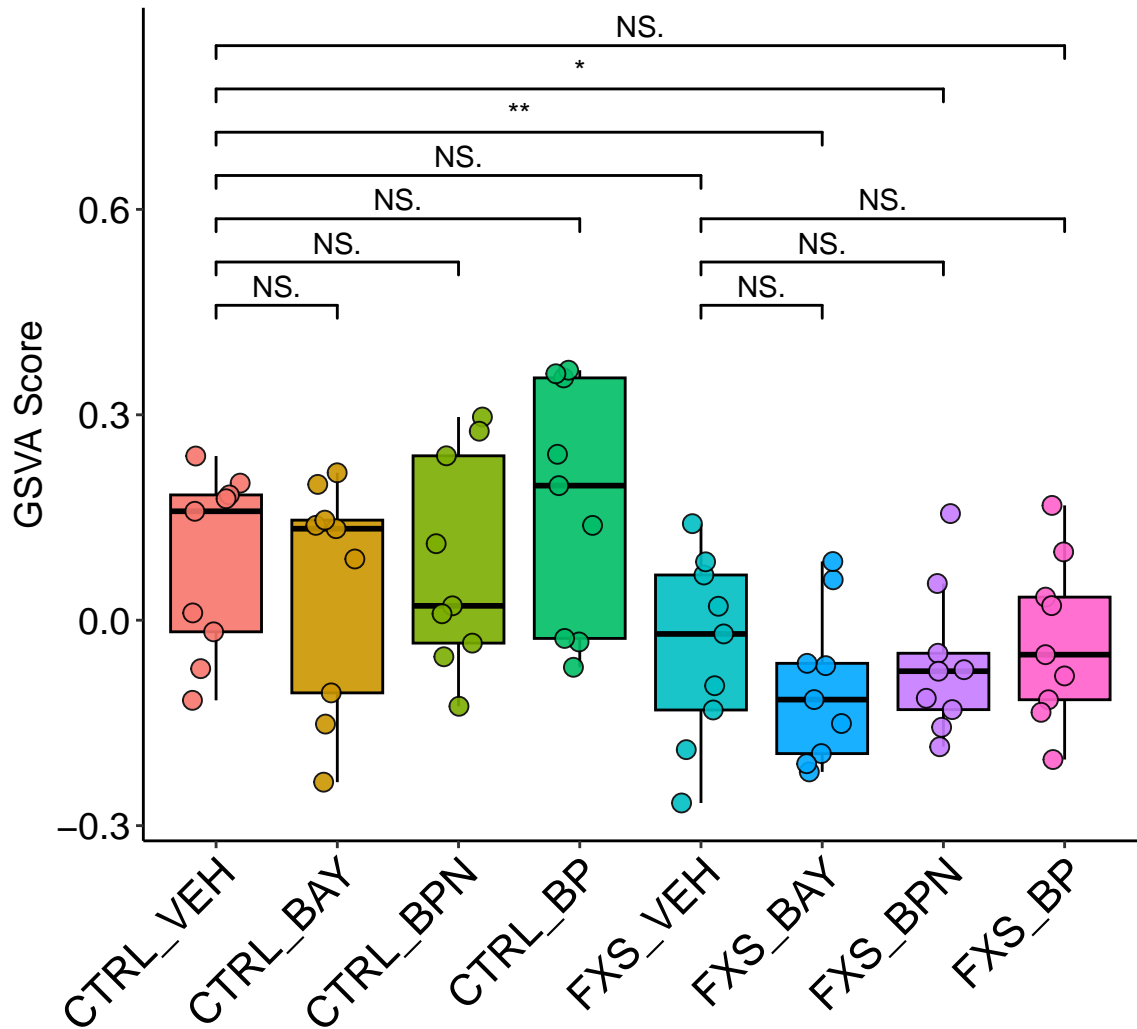 NS.
*
**
NS.
NS.
NS.
NS.
NS.
NS.
NS.
GSVA Score
0.6
0.3
0.0
−0.3
CTRL_VEH
CTRL_BAY
CTRL_BPN
CTRL_BP
FXS_VEH
FXS_BAY
FXS_BPN
FXS_BP